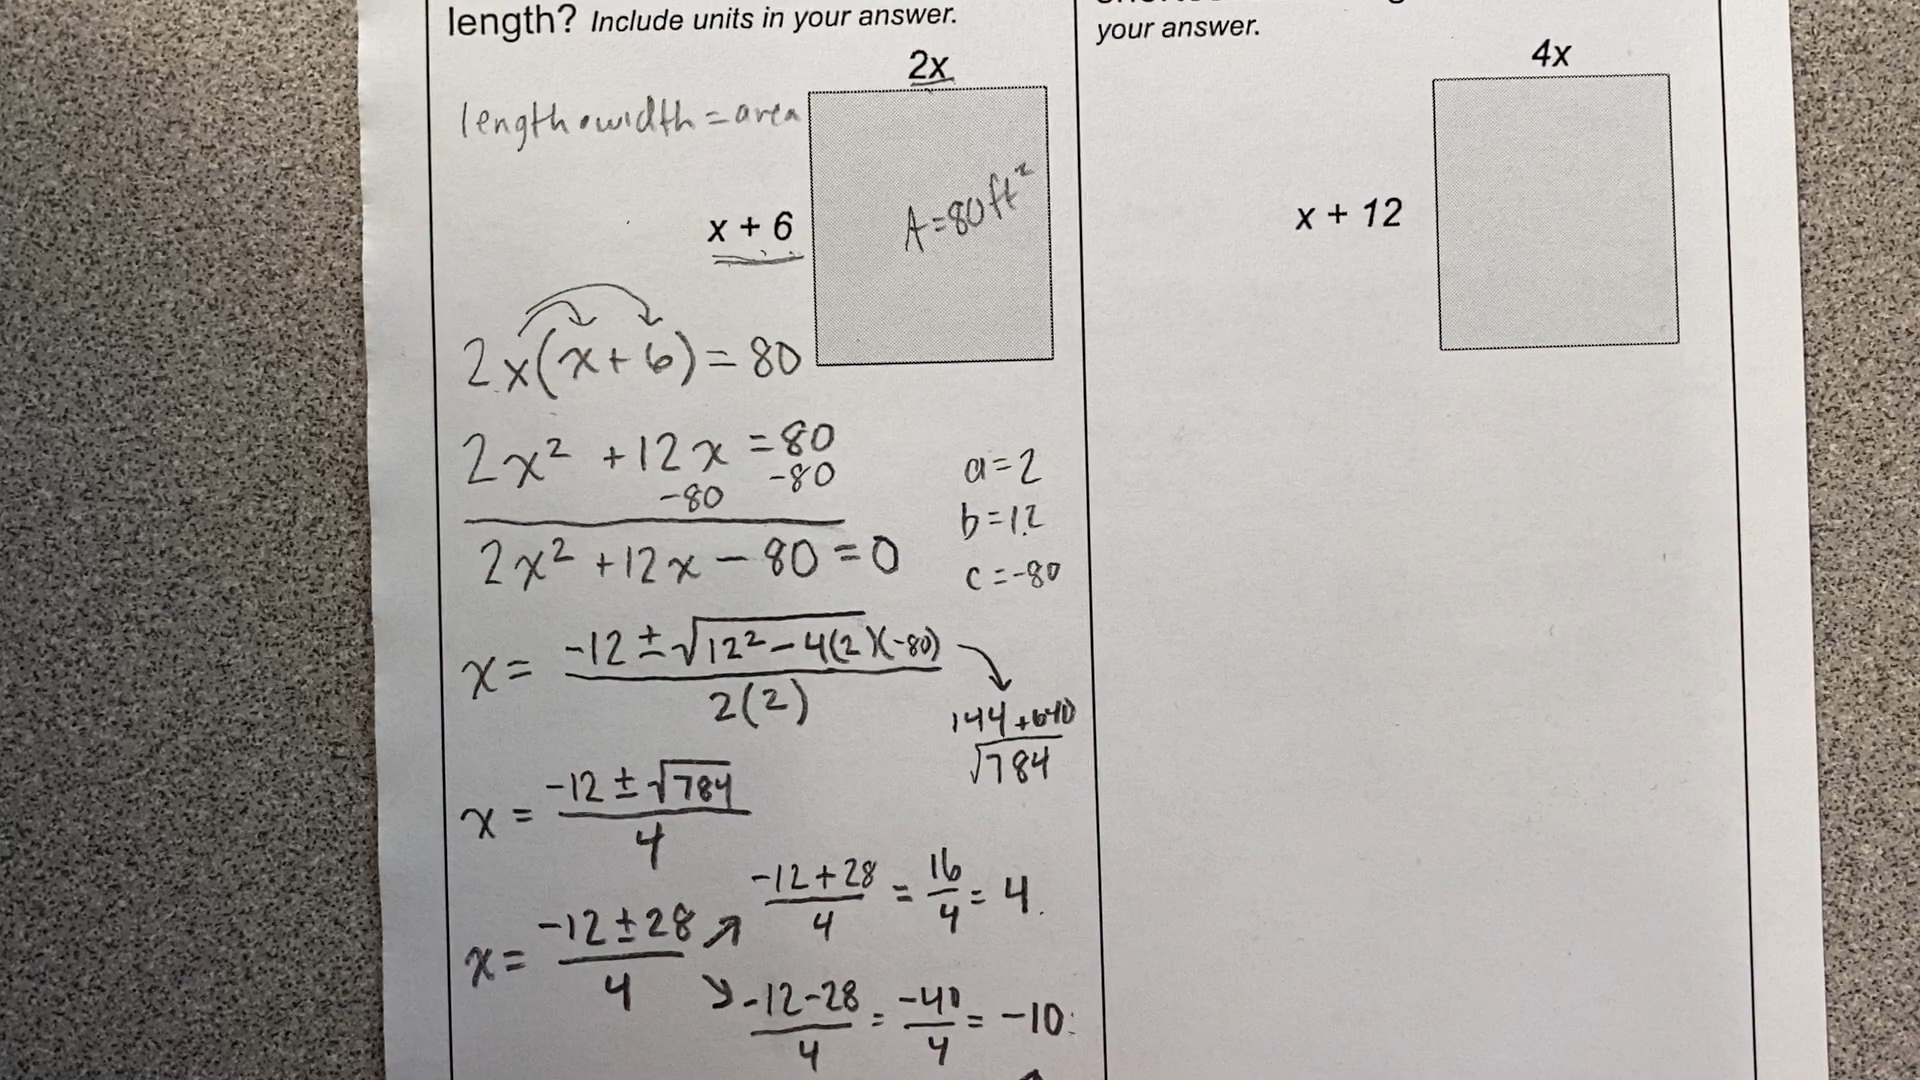 length? Include units in your answer.
2x
length • width = area
x + 6
A = 80 ft²
2x(x + 6) = 80
2x² + 12x = 80
-80 -80
2x² + 12x - 80 = 0
a = 2
b = 12
c = -80
x = -12 ± √12² - 4(2)(-80) / 2(2)
144 + 640
√784
x = -12 ± √784 / 4
x = -12 ± 28 / 4
-12 + 28 / 4 = 16 / 4 = 4
-12 - 28 / 4 = -40 / 4 = -10
your answer.
4x
x + 12